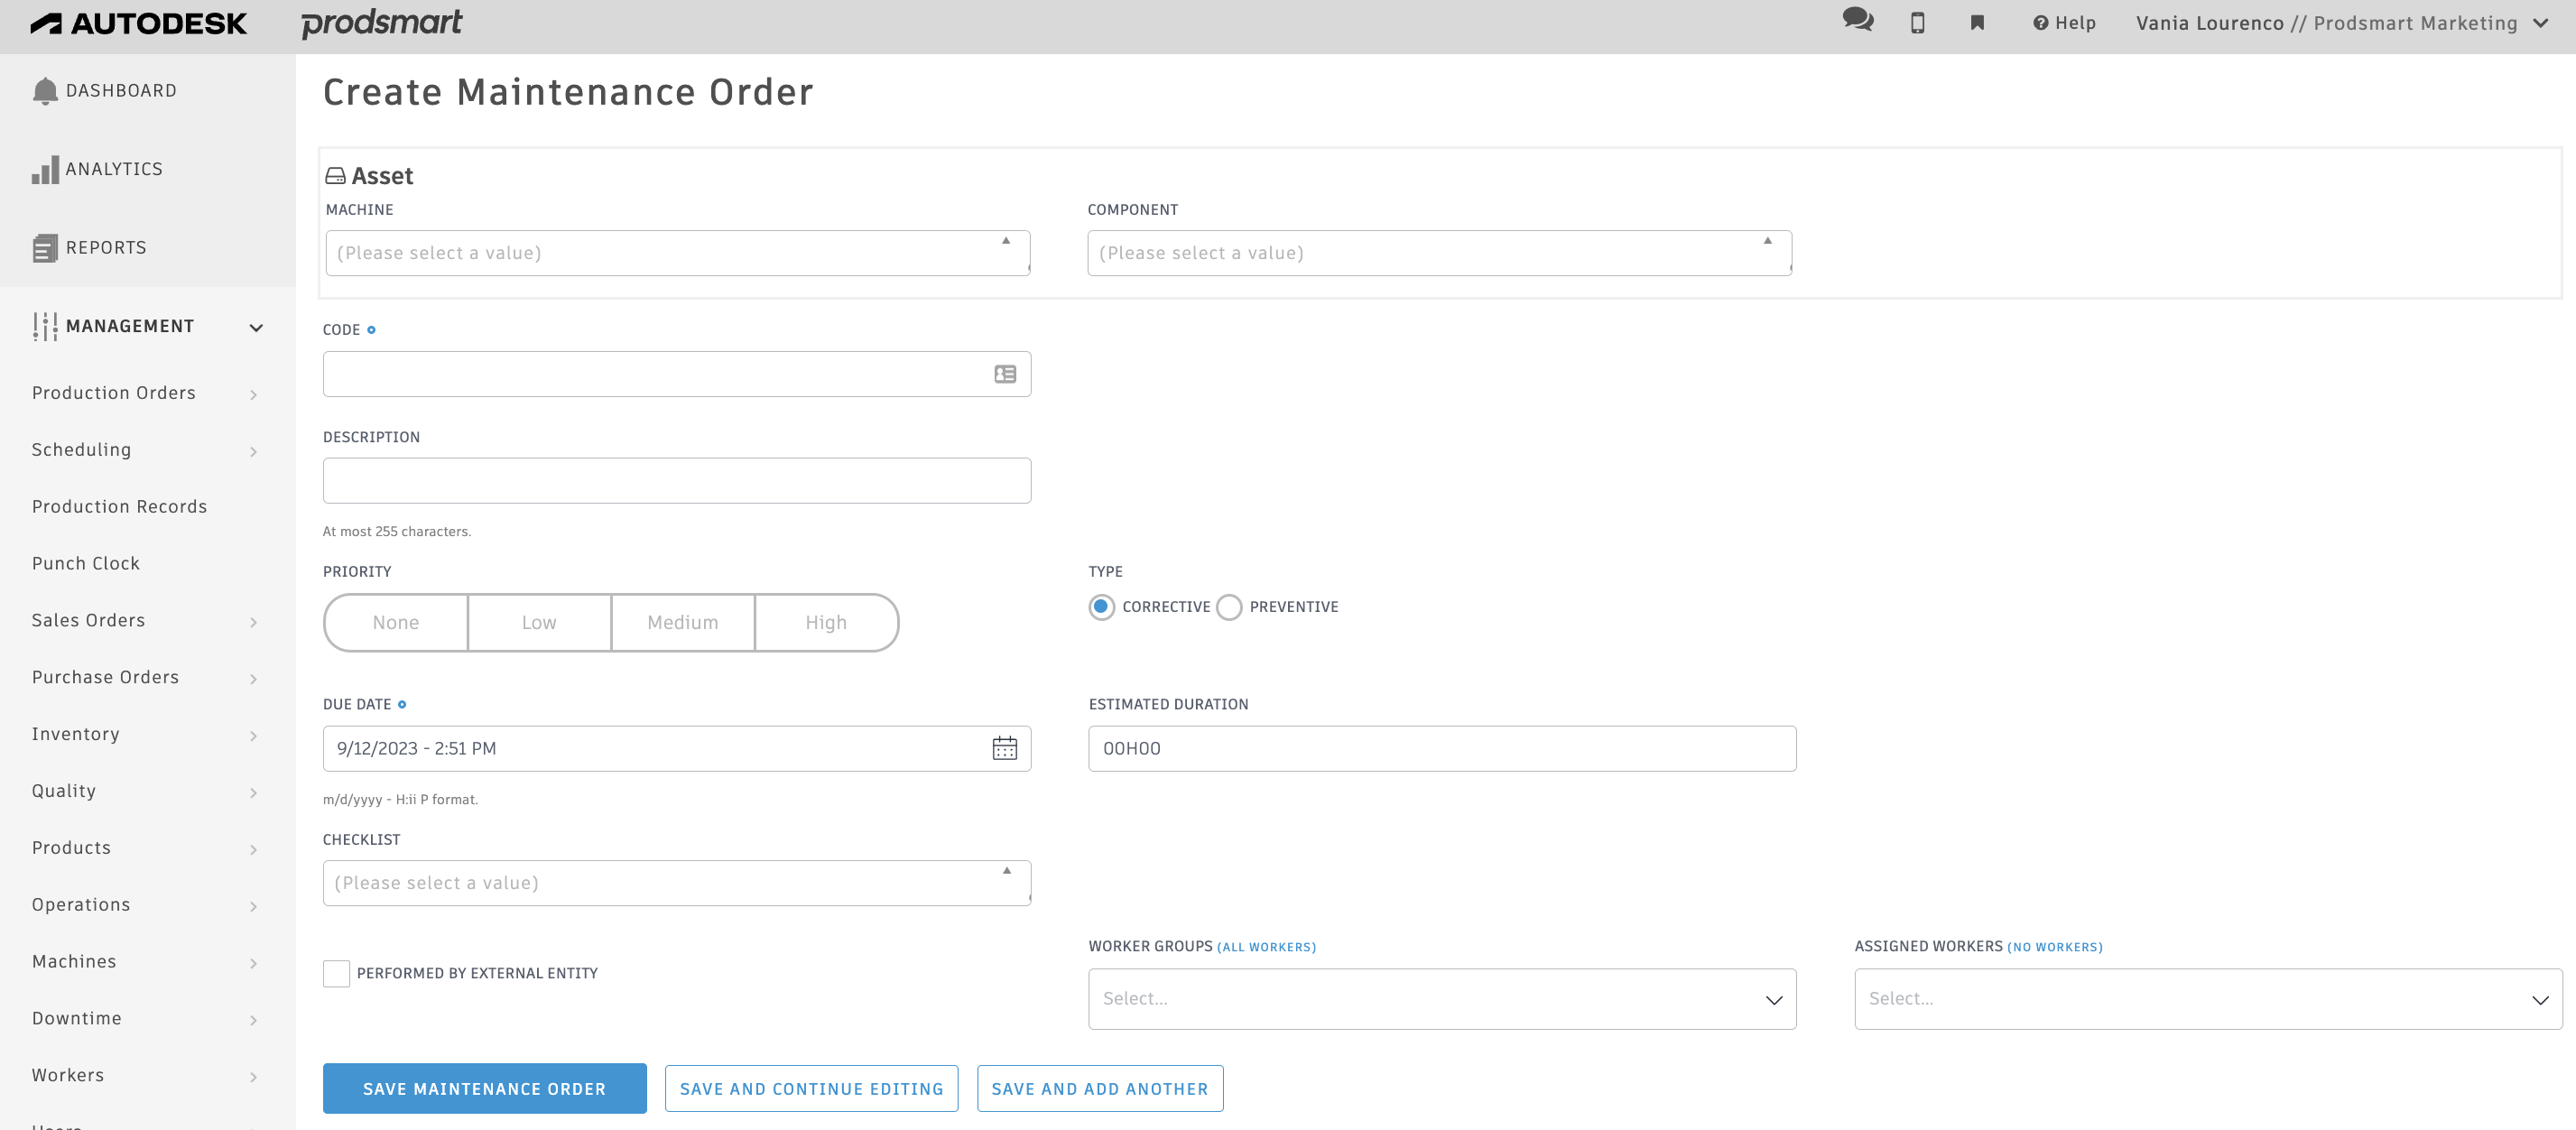 AUTODESK prodsmart
Help Vania Lourenco // Prodsmart Marketing
DASHBOARD
ANALYTICS
REPORTS
MANAGEMENT
Production Orders
Scheduling
Production Records
Punch Clock
Sales Orders
Purchase Orders
Inventory
Quality
Products
Operations
Machines
Downtime
Workers
Create Maintenance Order
Asset
MACHINE COMPONENT
(Please select a value) (Please select a value)
CODE
DESCRIPTION
At most 255 characters.
PRIORITY TYPE
None Low Medium High CORRECTIVE PREVENTIVE
DUE DATE ESTIMATED DURATION
9/12/2023 - 2:51 PM 00H00
m/d/yyyy - H:ii P format.
CHECKLIST
(Please select a value)
WORKER GROUPS (ALL WORKERS) ASSIGNED WORKERS (NO WORKERS)
PERFORMED BY EXTERNAL ENTITY Select... Select...
SAVE MAINTENANCE ORDER SAVE AND CONTINUE EDITING SAVE AND ADD ANOTHER